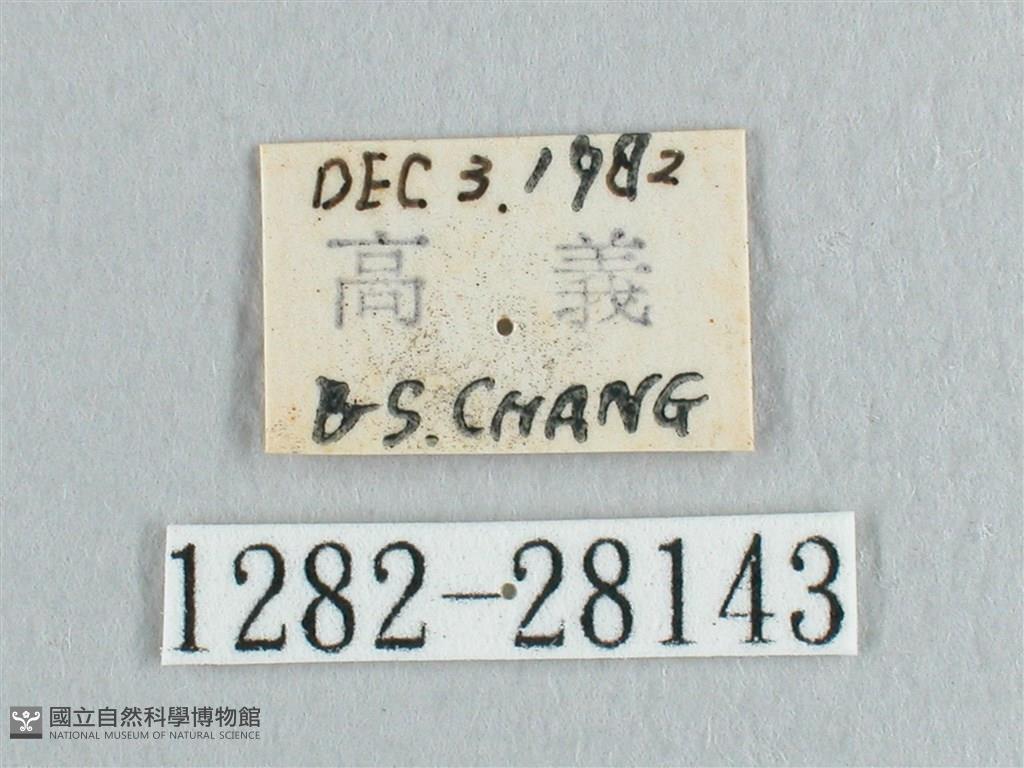 DEC 3. 1982
高 義
B S. CHANG
1282-28143
國立自然科學博物館
NATIONAL MUSEUM OF NATURAL SCIENCE